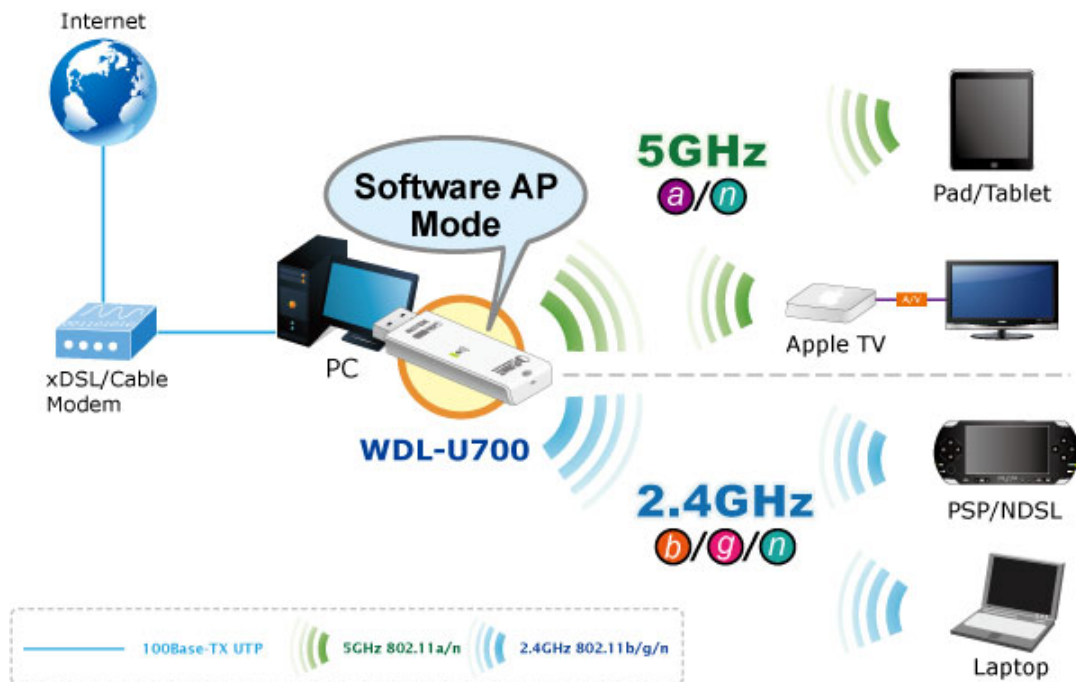 Internet
Software AP
Mode
5GHz
a/n
Pad/Tablet
A/V
Apple TV
xDSL/Cable
Modem
PC
WDL-U700
2.4GHz
b/g/n
PSP/NDSL
Laptop
100Base-TX UTP
5GHz 802.11a/n
2.4GHz 802.11b/g/n